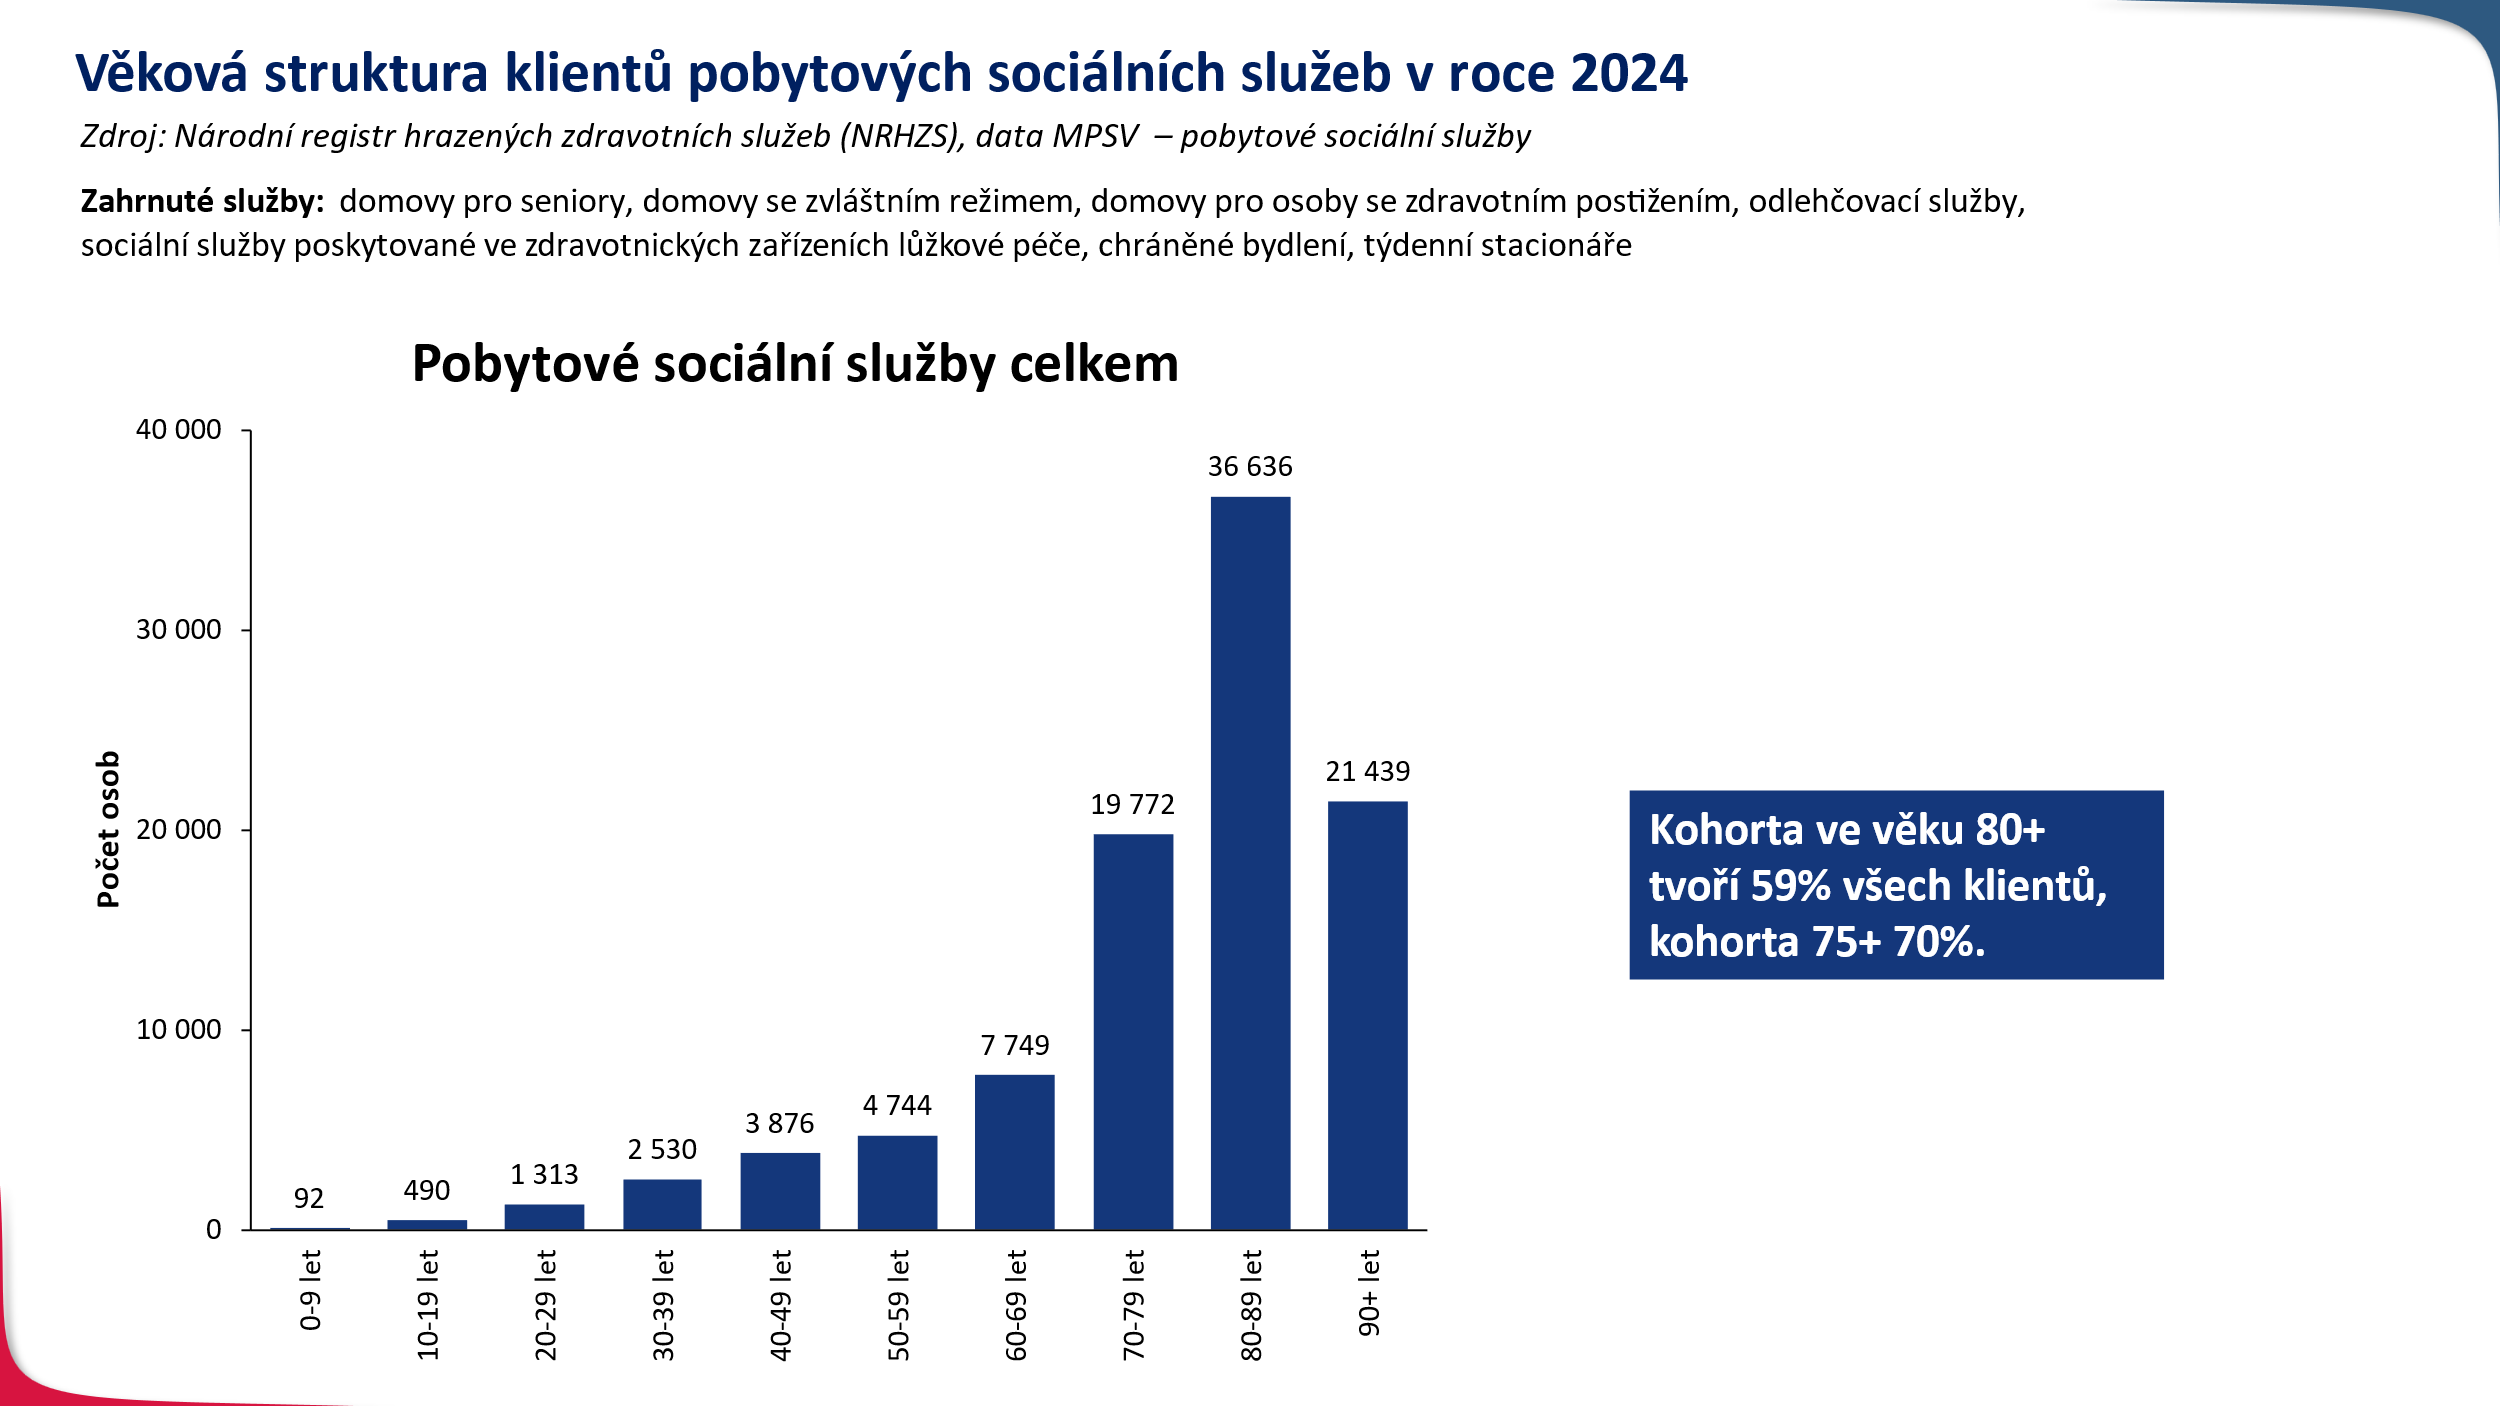 Věková struktura klientů pobytových sociálních služeb v roce 2024
Zdroj: Národní registr hrazených zdravotních služeb (NRHZS), data MPSV – pobytové sociální služby
Zahrnuté služby: domovy pro seniory, domovy se zvláštním režimem, domovy pro osoby se zdravotním postižením, odlehčovací služby,
sociální služby poskytované ve zdravotnických zařízeních lůžkové péče, chráněné bydlení, týdenní stacionáře
Pobytové sociální služby celkem
Počet osob
40 000
30 000
20 000
10 000
0
92
490
1 313
2 530
3 876
4 744
7 749
19 772
36 636
21 439
0-9 let
10-19 let
20-29 let
30-39 let
40-49 let
50-59 let
60-69 let
70-79 let
80-89 let
90+ let
Kohorta ve věku 80+
tvoří 59% všech klientů,
kohorta 75+ 70%.